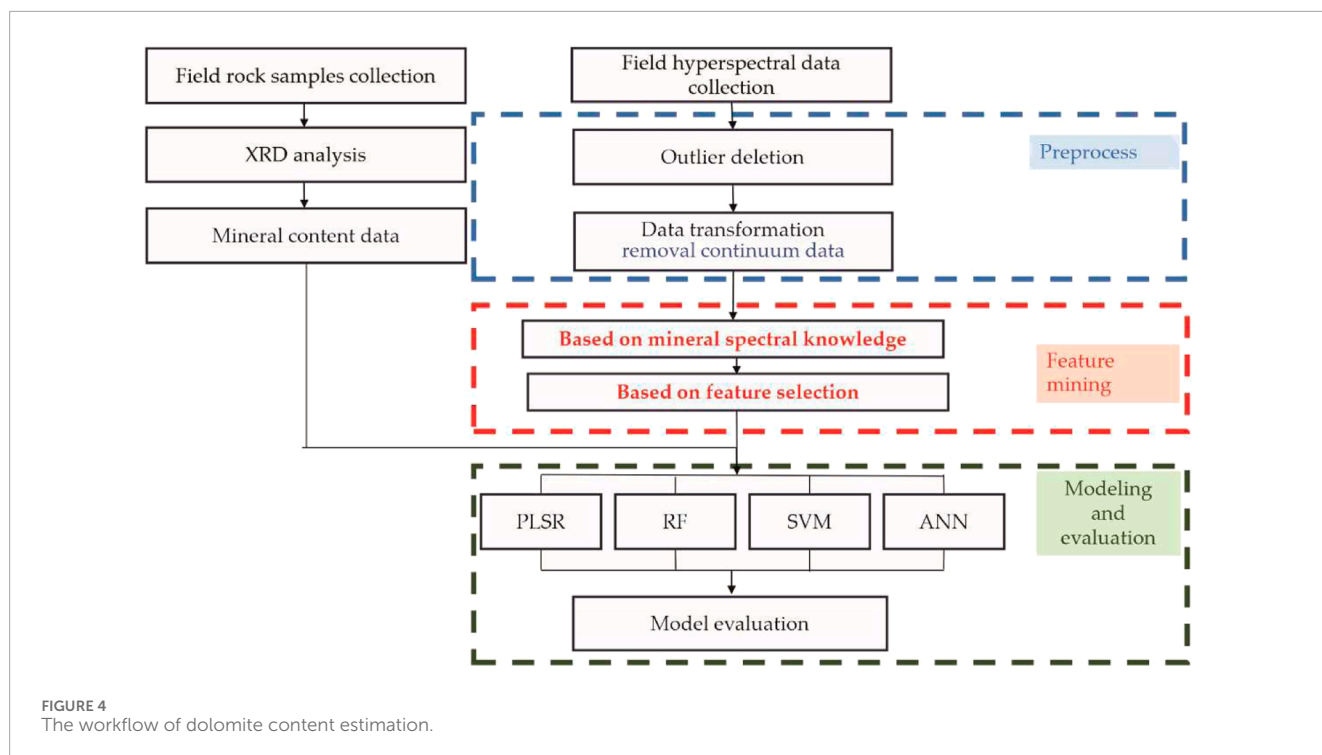 Field rock samples collection
XRD analysis
Mineral content data
Field hyperspectral data
collection
Outlier deletion
Data transformation
removal continuum data
Preprocess
Based on mineral spectral knowledge
Based on feature selection
Feature
mining
PLSR
RF
SVM
ANN
Modeling
and
evaluation
Model evaluation
FIGURE 4
The workflow of dolomite content estimation.